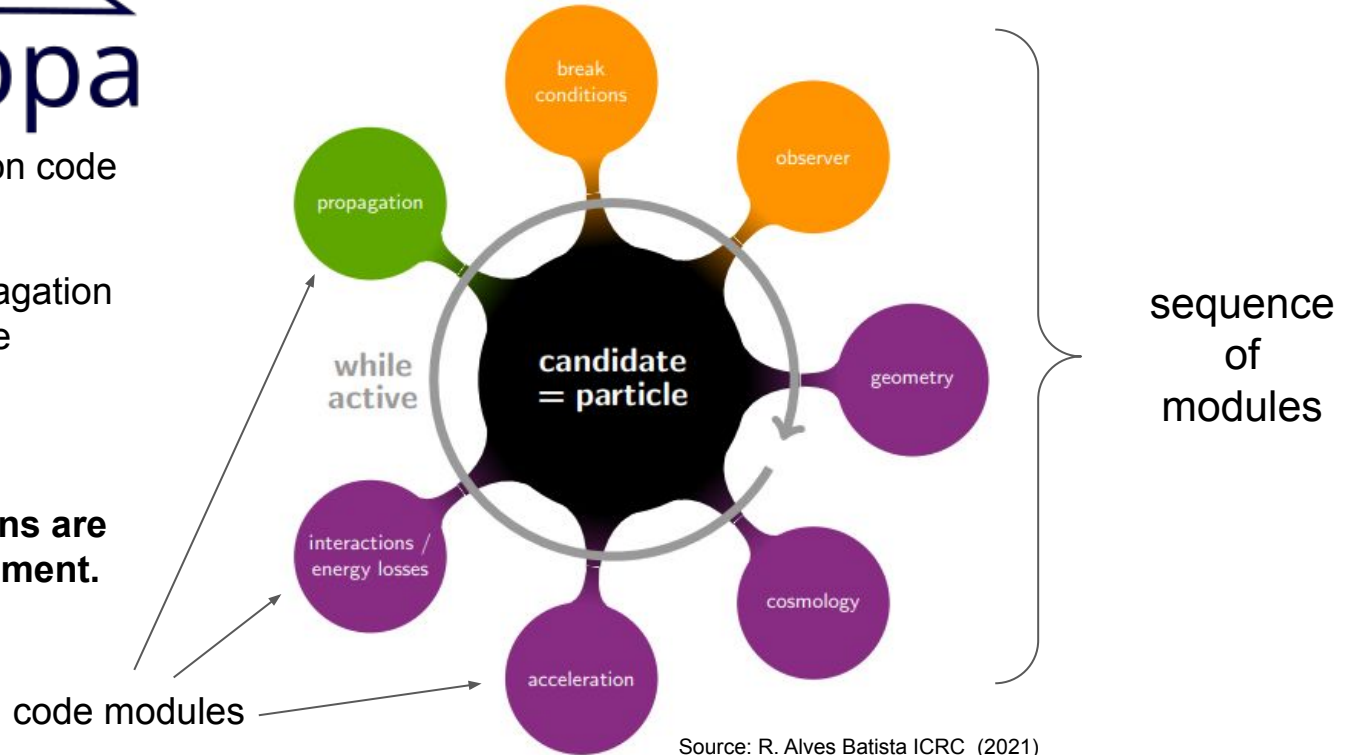 opa
on code
agation
e
ns are
ment.
code modules
break
conditions
observer
propagation
geometry
while
active
candidate
= particle
interactions /
energy losses
cosmology
acceleration
sequence
of
modules
Source: R. Alves Batista ICRC (2021)